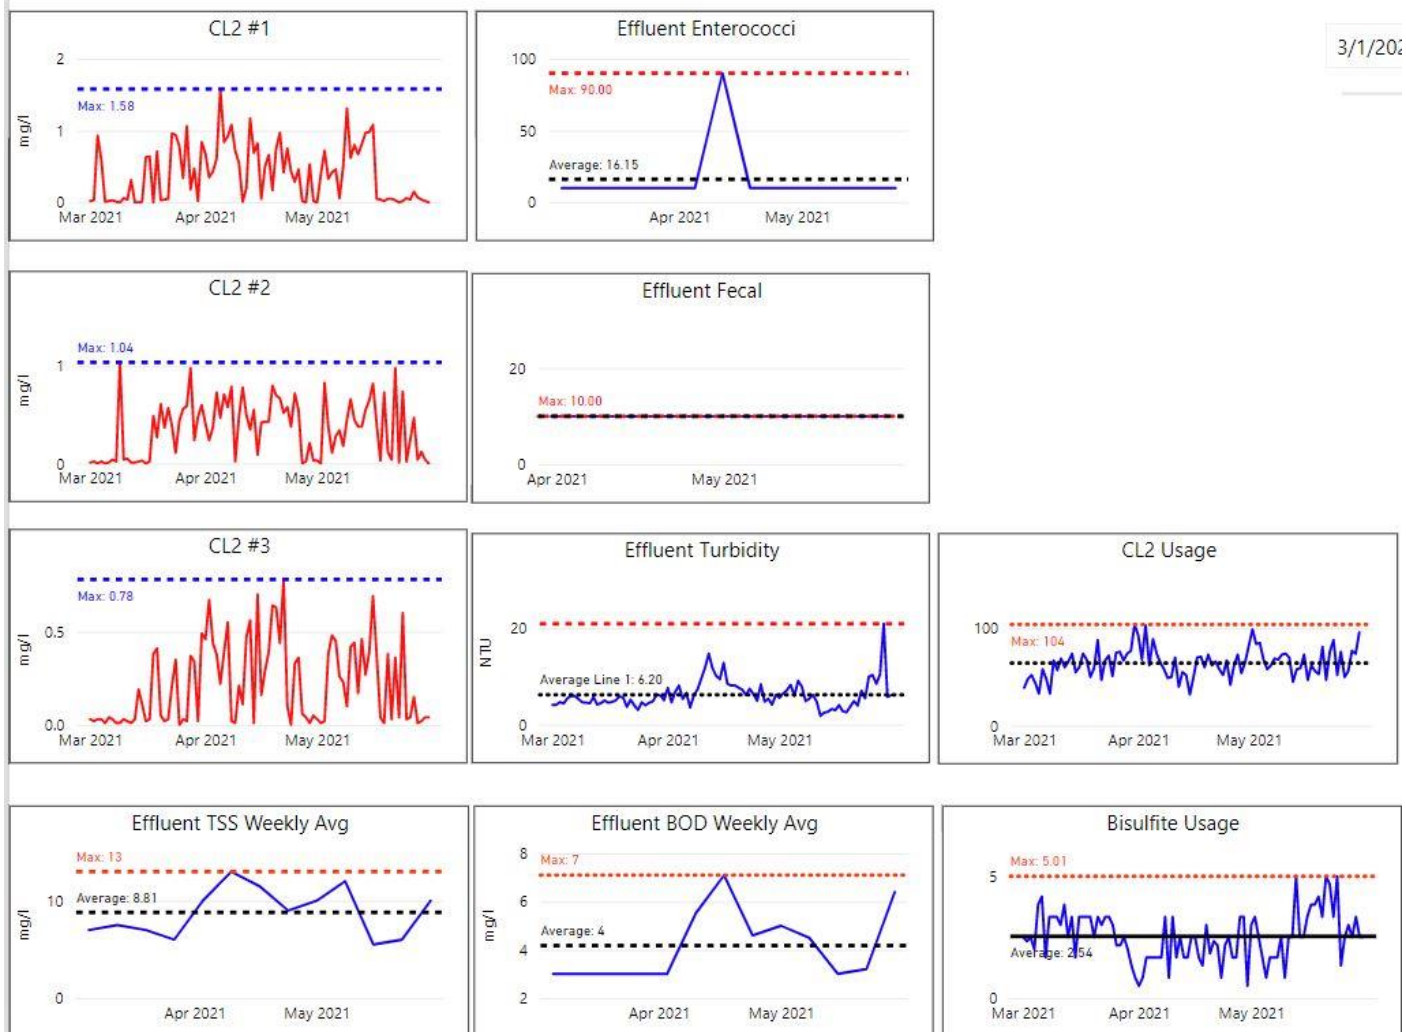 CL2 #1
2
Max: 1.58
1
mg/l
0
Mar 2021 Apr 2021 May 2021
Effluent Enterococci
100
Max: 90.00
50
Average: 16.15
0
Apr 2021 May 2021
3/1/202
CL2 #2
Max: 1.04
1
mg/l
0
Mar 2021 Apr 2021 May 2021
Effluent Fecal
20
Max: 10.00
0
Apr 2021 May 2021
CL2 #3
Max: 0.78
0.5
mg/l
0.0
Mar 2021 Apr 2021 May 2021
Effluent Turbidity
20
NTU
Average Line 1: 6.20
0
Mar 2021 Apr 2021 May 2021
CL2 Usage
100
Max: 104
0
Mar 2021 Apr 2021 May 2021
Effluent TSS Weekly Avg
Max: 13
10
Average: 8.81
mg/l
0
Apr 2021 May 2021
Effluent BOD Weekly Avg
8
Max: 7
6
mg/l
Average: 4
4
2
Apr 2021 May 2021
Bisulfite Usage
Max: 5.01
5
Average: 2.54
0
Mar 2021 Apr 2021 May 2021